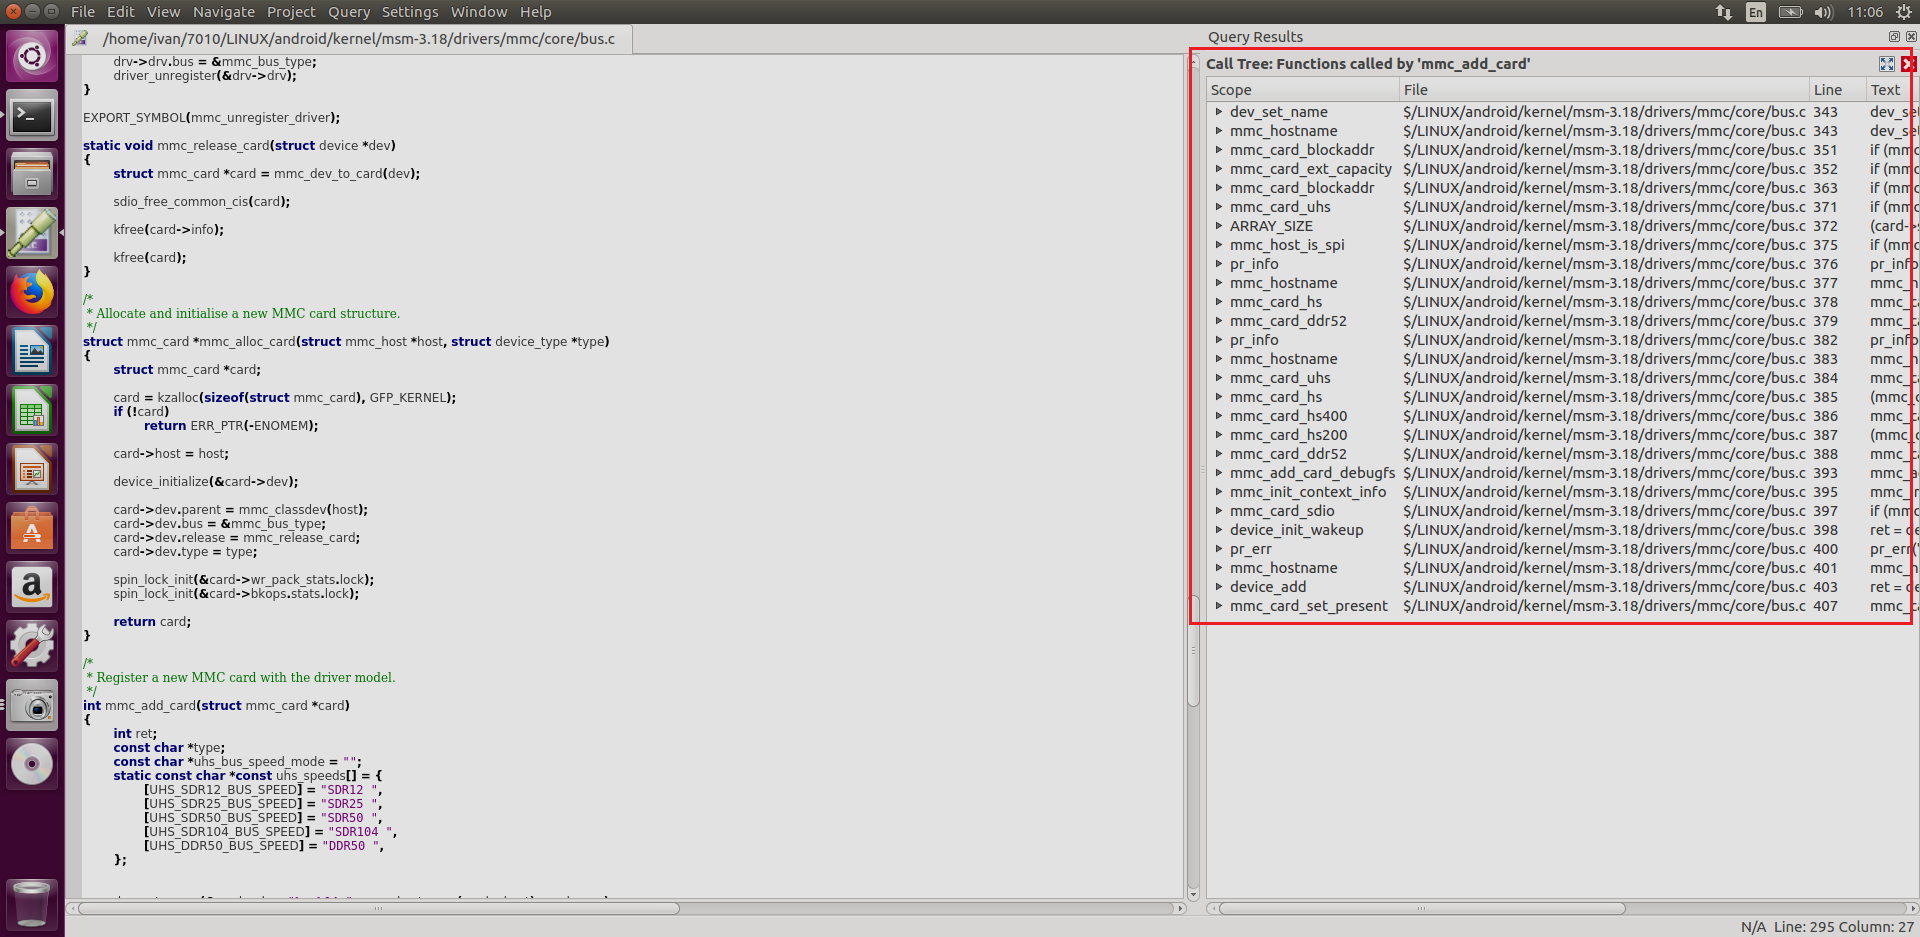 File Edit View Navigate Project Query Settings Window Help
En
11:06
/home/ivan/7010/LINUX/android/kernel/msm-3.18/drivers/mmc/core/bus.c
drv->drv.bus = &mmc_bus_type;
driver_unregister(&drv->drv);
}
EXPORT_SYMBOL(mmc_unregister_driver);
static void mmc_release_card(struct device *dev)
{
struct mmc_card *card = mmc_dev_to_card(dev);
sdio_free_common_cis(card);
kfree(card->info);
kfree(card);
}
/*
* Allocate and initialise a new MMC card structure.
*/
struct mmc_card *mmc_alloc_card(struct mmc_host *host, struct device_type *type)
{
struct mmc_card *card;
card = kzalloc(sizeof(struct mmc_card), GFP_KERNEL);
if (!card)
return ERR_PTR(-ENOMEM);
card->host = host;
device_initialize(&card->dev);
card->dev.parent = mmc_classdev(host);
card->dev.bus = &mmc_bus_type;
card->dev.release = mmc_release_card;
card->dev.type = type;
spin_lock_init(&card->wr_pack_stats.lock);
spin_lock_init(&card->bkops.stats.lock);
return card;
}
/*
* Register a new MMC card with the driver model.
*/
int mmc_add_card(struct mmc_card *card)
{
int ret;
const char *type;
const char *uhs_bus_speed_mode = "";
static const char *const uhs_speeds[] = {
[UHS_SDR12_BUS_SPEED] = "SDR12 ",
[UHS_SDR25_BUS_SPEED] = "SDR25 ",
[UHS_SDR50_BUS_SPEED] = "SDR50 ",
[UHS_SDR104_BUS_SPEED] = "SDR104 ",
[UHS_DDR50_BUS_SPEED] = "DDR50 ",
};
Query Results
Call Tree: Functions called by 'mmc_add_card'
Scope File Line Text
dev_set_name $/LINUX/android/kernel/msm-3.18/drivers/mmc/core/bus.c 343 dev_se
mmc_hostname $/LINUX/android/kernel/msm-3.18/drivers/mmc/core/bus.c 343 dev_se
mmc_card_blockaddr $/LINUX/android/kernel/msm-3.18/drivers/mmc/core/bus.c 351 if (mmc
mmc_card_ext_capacity $/LINUX/android/kernel/msm-3.18/drivers/mmc/core/bus.c 352 if (mmc
mmc_card_blockaddr $/LINUX/android/kernel/msm-3.18/drivers/mmc/core/bus.c 363 if (mmc
mmc_card_uhs $/LINUX/android/kernel/msm-3.18/drivers/mmc/core/bus.c 371 if (mmc
ARRAY_SIZE $/LINUX/android/kernel/msm-3.18/drivers/mmc/core/bus.c 372 (card->
mmc_host_is_spi $/LINUX/android/kernel/msm-3.18/drivers/mmc/core/bus.c 375 if (mmc
pr_info $/LINUX/android/kernel/msm-3.18/drivers/mmc/core/bus.c 376 pr_info
mmc_hostname $/LINUX/android/kernel/msm-3.18/drivers/mmc/core/bus.c 377 mmc_h
mmc_card_hs $/LINUX/android/kernel/msm-3.18/drivers/mmc/core/bus.c 378 mmc_ca
mmc_card_ddr52 $/LINUX/android/kernel/msm-3.18/drivers/mmc/core/bus.c 379 mmc_ca
pr_info $/LINUX/android/kernel/msm-3.18/drivers/mmc/core/bus.c 382 pr_info
mmc_hostname $/LINUX/android/kernel/msm-3.18/drivers/mmc/core/bus.c 383 mmc_h
mmc_card_uhs $/LINUX/android/kernel/msm-3.18/drivers/mmc/core/bus.c 384 mmc_ca
mmc_card_hs $/LINUX/android/kernel/msm-3.18/drivers/mmc/core/bus.c 385 (mmc_c
mmc_card_hs400 $/LINUX/android/kernel/msm-3.18/drivers/mmc/core/bus.c 386 mmc_ca
mmc_card_hs200 $/LINUX/android/kernel/msm-3.18/drivers/mmc/core/bus.c 387 (mmc_c
mmc_card_ddr52 $/LINUX/android/kernel/msm-3.18/drivers/mmc/core/bus.c 388 mmc_ca
mmc_add_card_debugfs $/LINUX/android/kernel/msm-3.18/drivers/mmc/core/bus.c 393 mmc_a
mmc_init_context_info $/LINUX/android/kernel/msm-3.18/drivers/mmc/core/bus.c 395 mmc_in
mmc_card_sdio $/LINUX/android/kernel/msm-3.18/drivers/mmc/core/bus.c 397 if (mmc
device_init_wakeup $/LINUX/android/kernel/msm-3.18/drivers/mmc/core/bus.c 398 ret = de
pr_err $/LINUX/android/kernel/msm-3.18/drivers/mmc/core/bus.c 400 pr_err("
mmc_hostname $/LINUX/android/kernel/msm-3.18/drivers/mmc/core/bus.c 401 mmc_h
device_add $/LINUX/android/kernel/msm-3.18/drivers/mmc/core/bus.c 403 ret = de
mmc_card_set_present $/LINUX/android/kernel/msm-3.18/drivers/mmc/core/bus.c 407 mmc_ca
N/A Line: 295 Column: 27